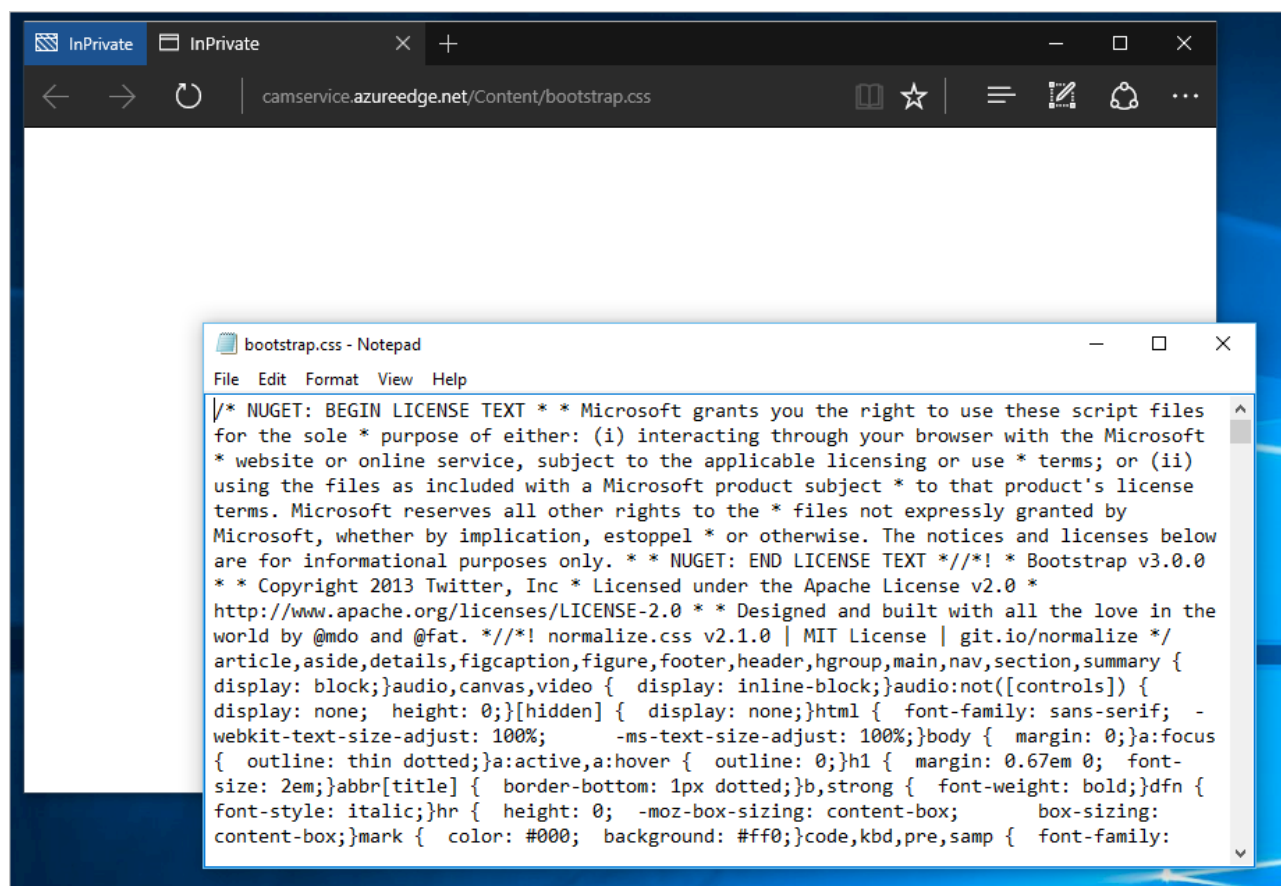 InPrivate InPrivate
camservice.azureedge.net/Content/bootstrap.css
bootstrap.css - Notepad
File Edit Format View Help
/* NUGET: BEGIN LICENSE TEXT * * Microsoft grants you the right to use these script files
for the sole * purpose of either: (i) interacting through your browser with the Microsoft
* website or online service, subject to the applicable licensing or use * terms; or (ii)
using the files as included with a Microsoft product subject * to that product's license
terms. Microsoft reserves all other rights to the * files not expressly granted by
Microsoft, whether by implication, estoppel * or otherwise. The notices and licenses below
are for informational purposes only. * * NUGET: END LICENSE TEXT *//*! * Bootstrap v3.0.0
* * Copyright 2013 Twitter, Inc * Licensed under the Apache License v2.0 *
http://www.apache.org/licenses/LICENSE-2.0 * * Designed and built with all the love in the
world by @mdo and @fat. *//*! normalize.css v2.1.0 | MIT License | git.io/normalize */
article,aside,details,figcaption,figure,footer,header,hgroup,main,nav,section,summary {
display: block;}audio,canvas,video {  display: inline-block;}audio:not([controls]) {
display: none;  height: 0;}[hidden] {  display: none;}html {  font-family: sans-serif;  -
webkit-text-size-adjust: 100%;      -ms-text-size-adjust: 100%;}body {  margin: 0;}a:focus
{  outline: thin dotted;}a:active,a:hover {  outline: 0;}h1 {  margin: 0.67em 0;  font-
size: 2em;}abbr[title] {  border-bottom: 1px dotted;}b,strong {  font-weight: bold;}dfn {
font-style: italic;}hr {  height: 0;  -moz-box-sizing: content-box;      box-sizing:
content-box;}mark {  color: #000;  background: #ff0;}code,kbd,pre,samp {  font-family: